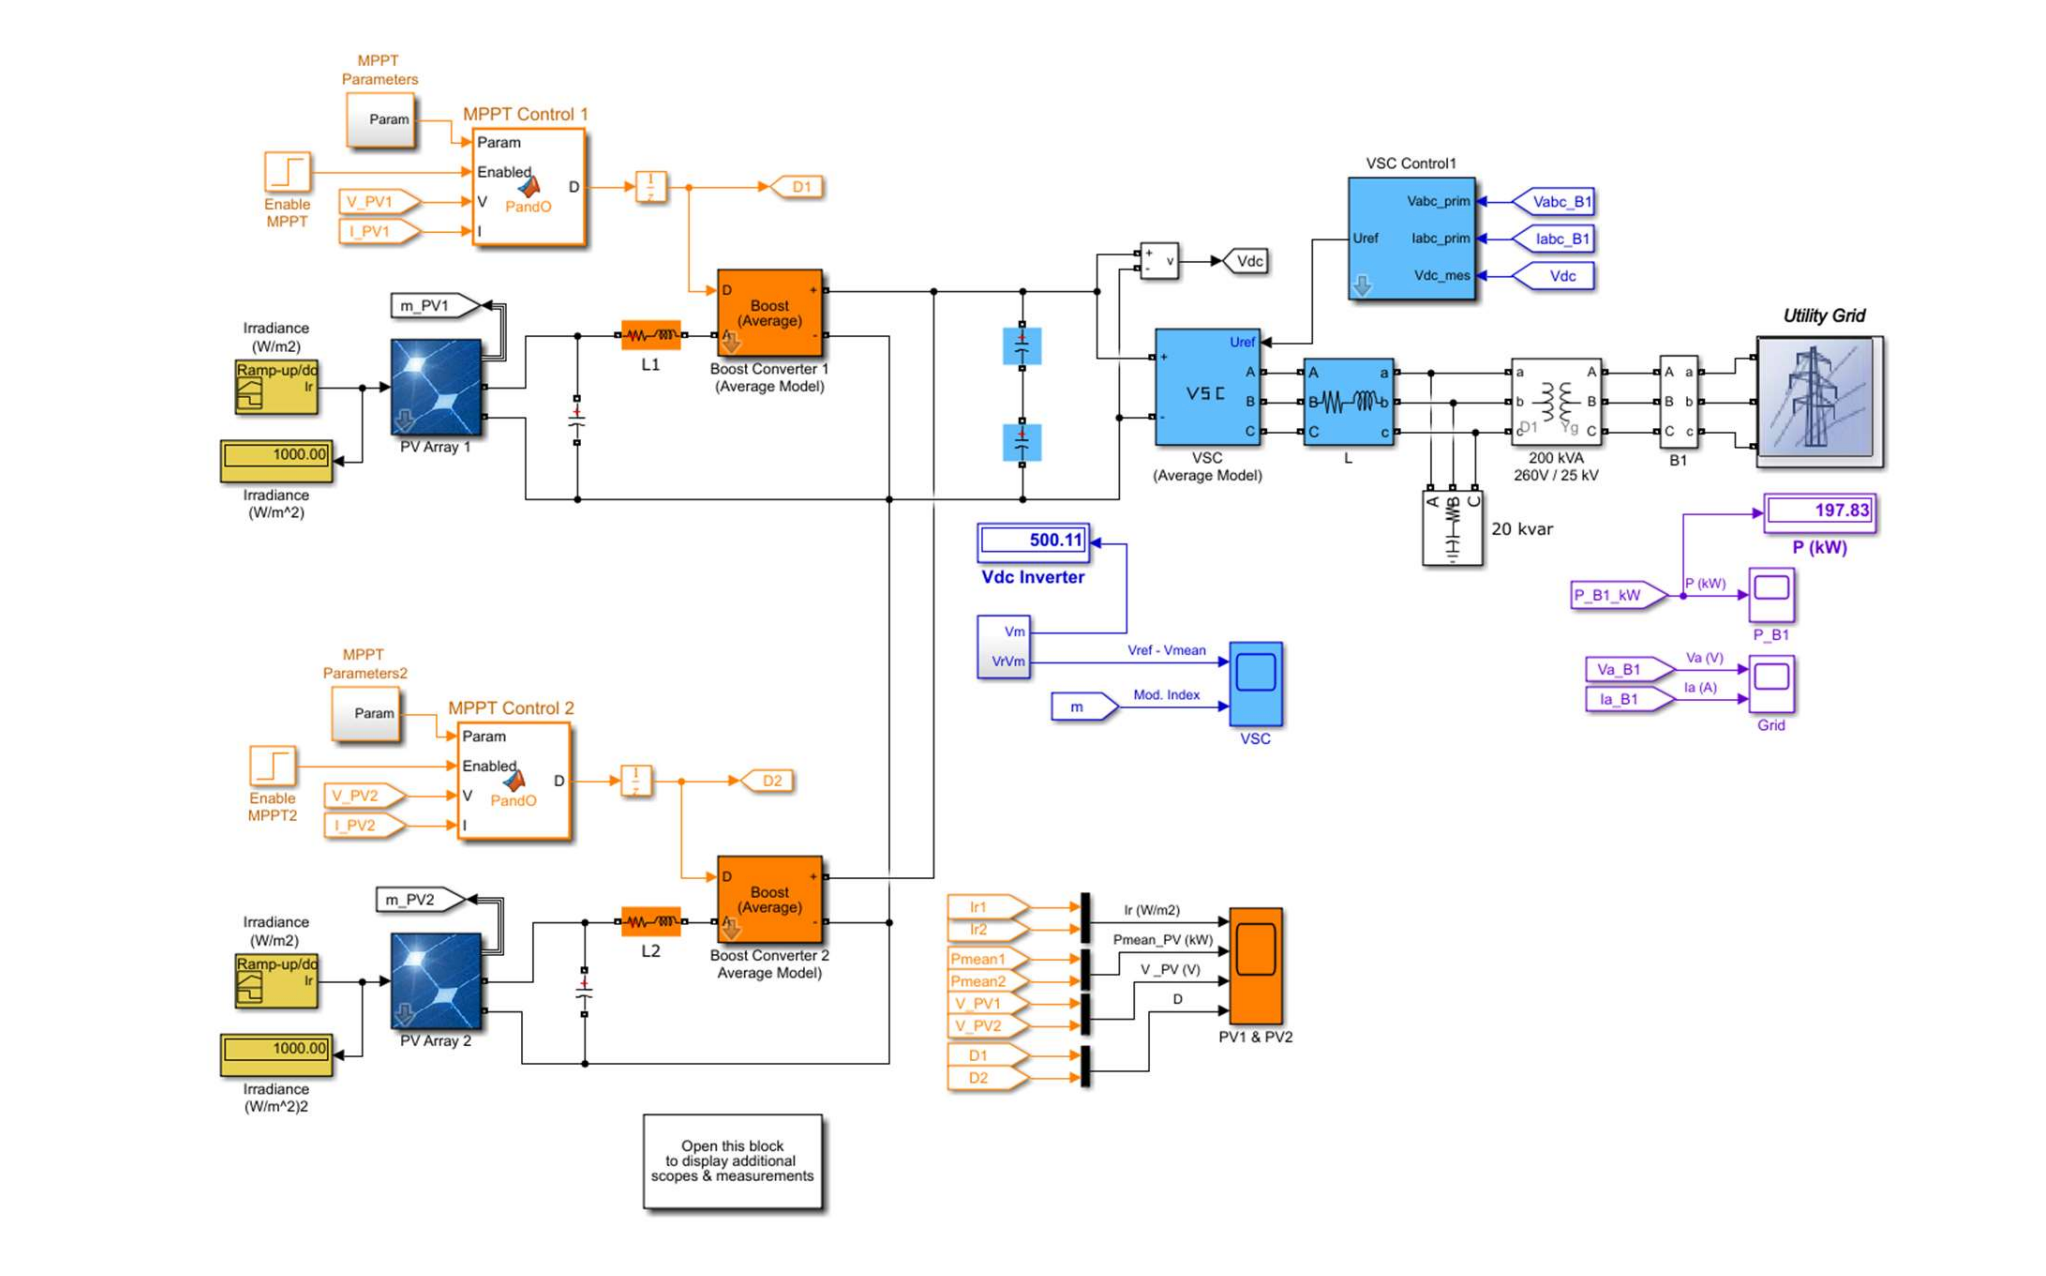 MPPT
Parameters
Param
MPPT Control 1
Param
Enabled
V
I
D
PandO
Enable
MPPT
V_PV1
I_PV1
1
z
D1
m_PV1
Irradiance
(W/m2)
Ramp-up/do
Ir
1000.00
Irradiance
(W/m^2)
PV Array 1
L1
D
A
+
-
Boost
(Average)
Boost Converter 1
(Average Model)
+
-
v
Vdc
VSC Control1
Uref
Vabc_prim
Iabc_prim
Vdc_mes
Vabc_B1
Iabc_B1
Vdc
Uref
+
-
VSC
A
B
C
VSC
(Average Model)
A
B
C
a
b
c
L
a
b
c
A
B
C
D1
Yg
200 kVA
260V / 25 kV
A
B
C
a
b
c
B1
Utility Grid
A
B
C
20 kvar
197.83
P (kW)
P_B1_kW
P (kW)
P_B1
Va_B1
Va (V)
Ia_B1
Ia (A)
Grid
500.11
Vdc Inverter
Vm
VrVm
Vref - Vmean
m
Mod. Index
VSC
MPPT
Parameters2
Param
MPPT Control 2
Param
Enabled
V
I
D
PandO
Enable
MPPT2
V_PV2
I_PV2
1
z
D2
m_PV2
Irradiance
(W/m2)
Ramp-up/do
Ir
1000.00
Irradiance
(W/m^2)2
PV Array 2
L2
D
A
+
-
Boost
(Average)
Boost Converter 2
Average Model)
Ir1
Ir2
Pmean1
Pmean2
V_PV1
V_PV2
D1
D2
Ir (W/m2)
Pmean_PV (kW)
V _PV (V)
D
PV1 & PV2
Open this block
to display additional
scopes & measurements